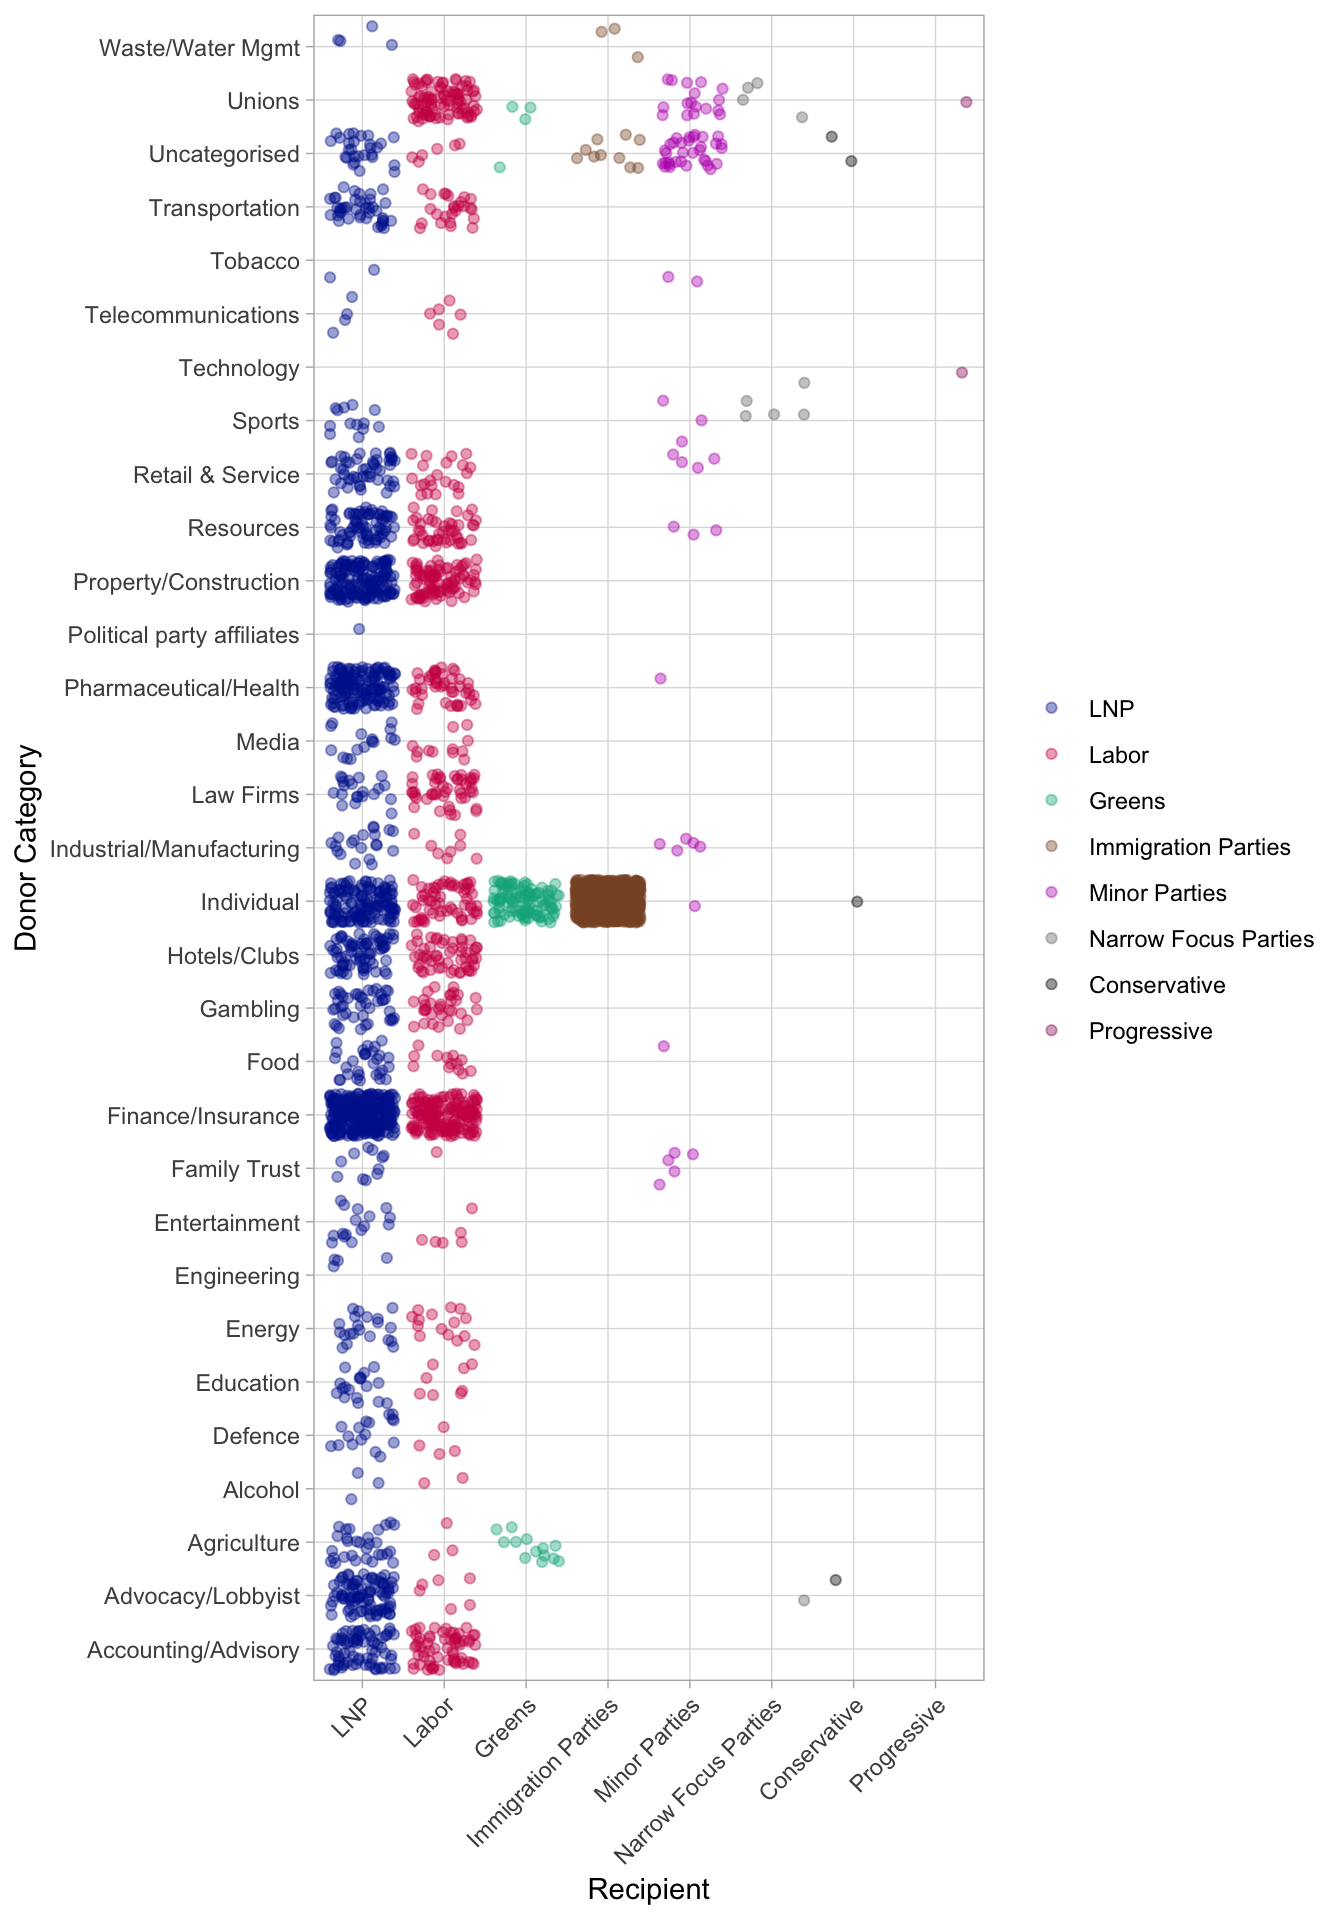 Waste/Water Mgmt
Unions
Uncategorised
Transportation
Tobacco
Telecommunications
Technology
Sports
Retail & Service
Resources
Property/Construction
Political party affiliates
Pharmaceutical/Health
Media
Law Firms
Industrial/Manufacturing
Individual
Hotels/Clubs
Gambling
Food
Finance/Insurance
Family Trust
Entertainment
Engineering
Energy
Education
Defence
Alcohol
Agriculture
Advocacy/Lobbyist
Accounting/Advisory
Donor Category
LNP
Labor
Greens
Immigration Parties
Minor Parties
Narrow Focus Parties
Conservative
Progressive
Recipient
LNP
Labor
Greens
Immigration Parties
Minor Parties
Narrow Focus Parties
Conservative
Progressive